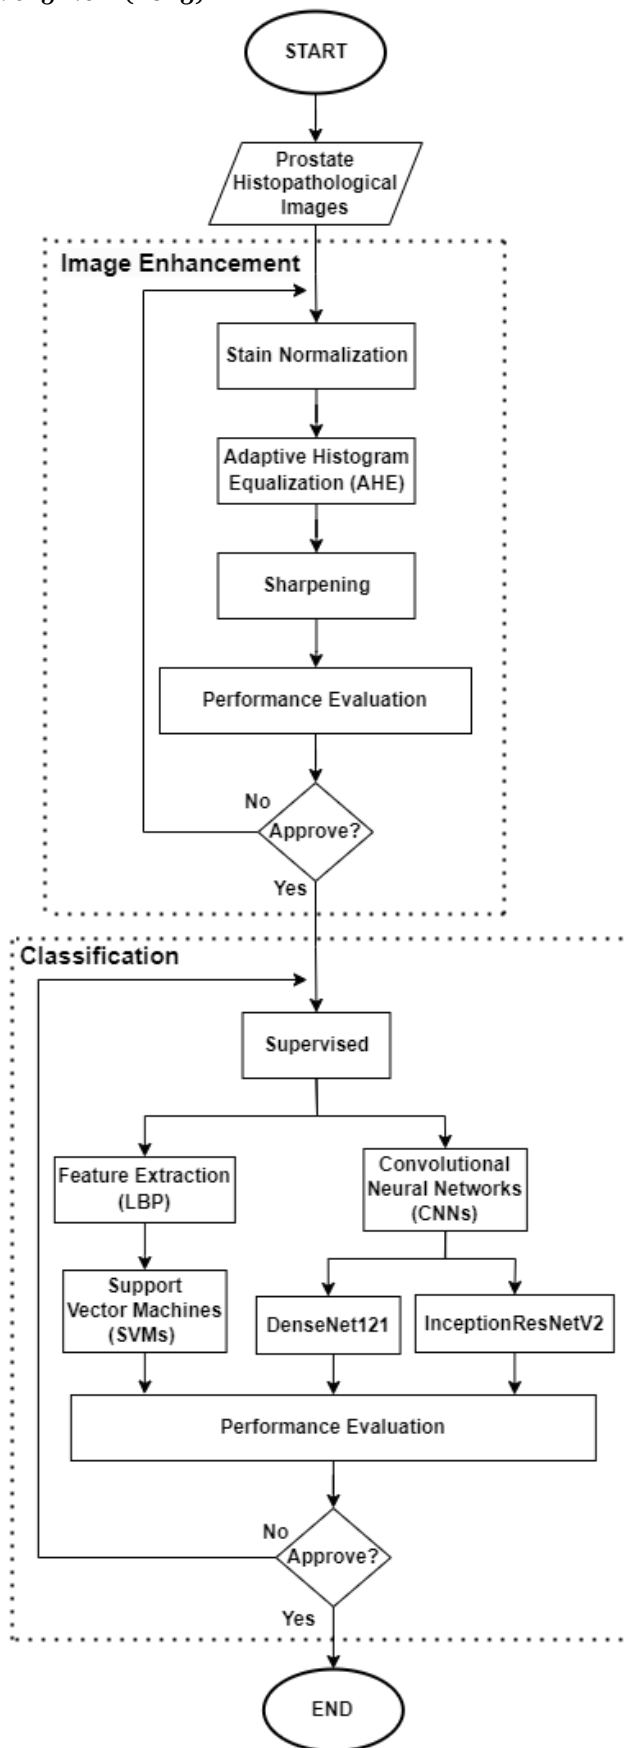 START
Prostate
Histopathological
Images
Image Enhancement
Stain Normalization
Adaptive Histogram
Equalization (AHE)
Sharpening
Performance Evaluation
No
Approve?
Yes
Classification
Supervised
Feature Extraction
(LBP)
Convolutional
Neural Networks
(CNNs)
Support
Vector Machines
(SVMs)
DenseNet121
InceptionResNetV2
Performance Evaluation
No
Approve?
Yes
END